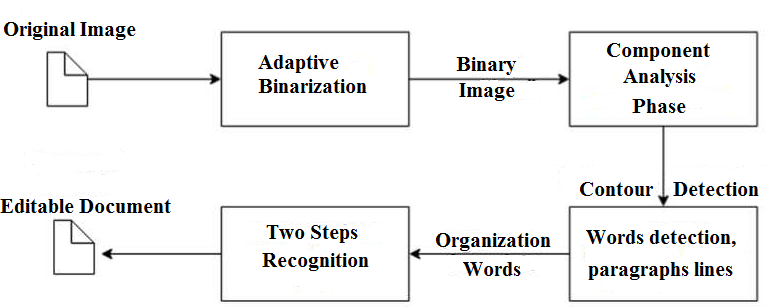 Original Image
Adaptive
Binarization
Binary
Image
Component
Analysis
Phase
Contour Detection
Words detection,
paragraphs lines
Organization
Words
Two Steps
Recognition
Editable Document